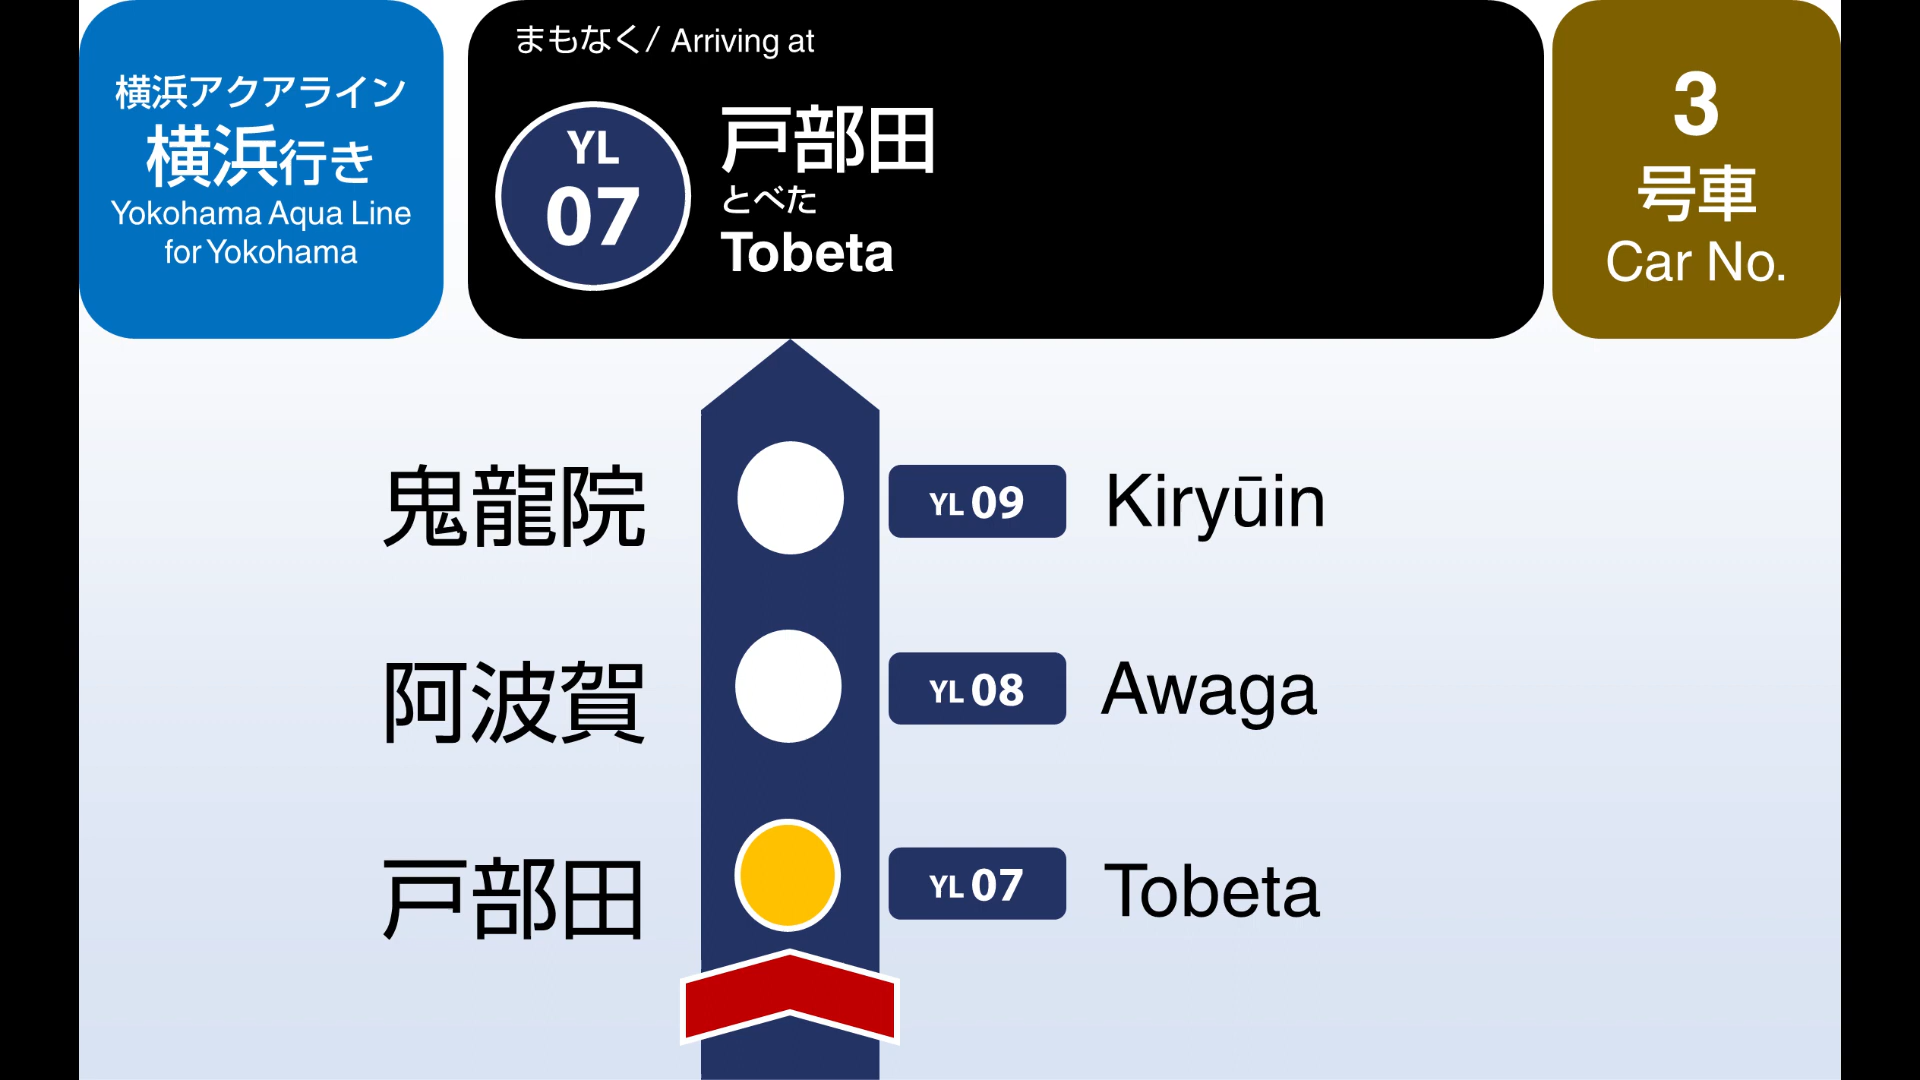 横浜アクアライン
横浜行き
Yokohama Aqua Line
for Yokohama
まもなく/ Arriving at
YL
07
戸部田
とべた
Tobeta
3
号車
Car No.
鬼龍院 YL 09 Kiryūin
阿波賀 YL 08 Awaga
戸部田 YL 07 Tobeta